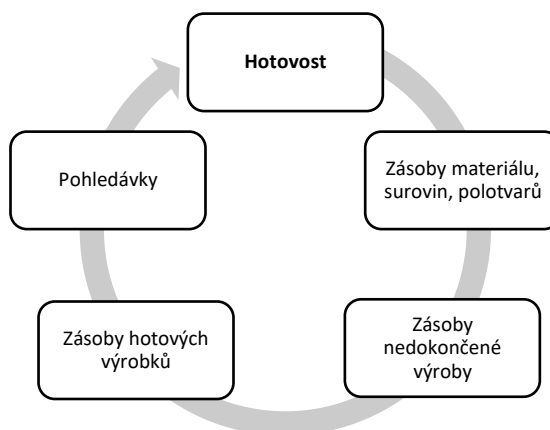 Hotovost
Zásoby materiálu,
surovin, polotvarů
Zásoby
nedokončené
výroby
Zásoby hotových
výrobků
Pohledávky